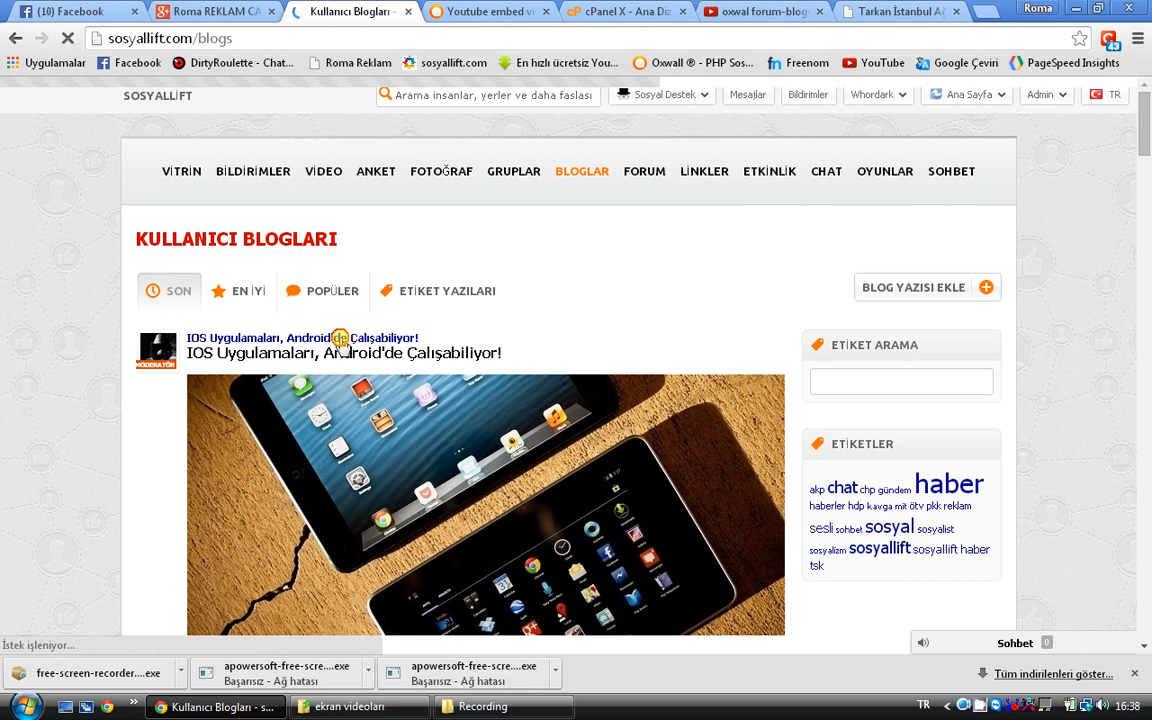 (10) Facebook
Roma REKLAM CA
Kullanıcı Blogları -
Youtube embed vi
cPanel X - Ana Diz
oxwal forum-blog
Tarkan İstanbul Ağ
Roma
sosyallift.com/blogs
43
Uygulamalar
Facebook
DirtyRoulette - Chat...
Roma Reklam
sosyallift.com
En hızlı ücretsiz You...
Oxwall ® - PHP Sos...
Freenom
YouTube
Google Çeviri
PageSpeed Insights
SOSYALLİFT
Arama insanlar, yerler ve daha faslası
Sosyal Destek
Mesajlar
Bildirimler
Whordark
Ana Sayfa
Admin
TR
VİTRİN
BİLDİRİMLER
VİDEO
ANKET
FOTOĞRAF
GRUPLAR
BLOGLAR
FORUM
LİNKLER
ETKİNLİK
CHAT
OYUNLAR
SOHBET
KULLANICI BLOGLARI
SON
EN İYİ
POPÜLER
ETİKET YAZILARI
BLOG YAZISI EKLE
MODERATÖR
IOS Uygulamaları, Android'de Çalışabiliyor!
IOS Uygulamaları, Android'de Çalışabiliyor!
ETİKET ARAMA
ETİKETLER
akp chat chp gündem haber
haberler hdp kavga mit ötv pkk reklam
sesli sohbet sosyal sosyalist
sosyalizm sosyallift sosyallift haber
tsk
İstek işleniyor...
Sohbet 0
free-screen-recorder....exe
apowersoft-free-scre....exe
Başarısız - Ağ hatası
apowersoft-free-scre....exe
Başarısız - Ağ hatası
Tüm indirilenleri göster...
Kullanıcı Blogları - s...
ekran videoları
Recording
TR
16:38